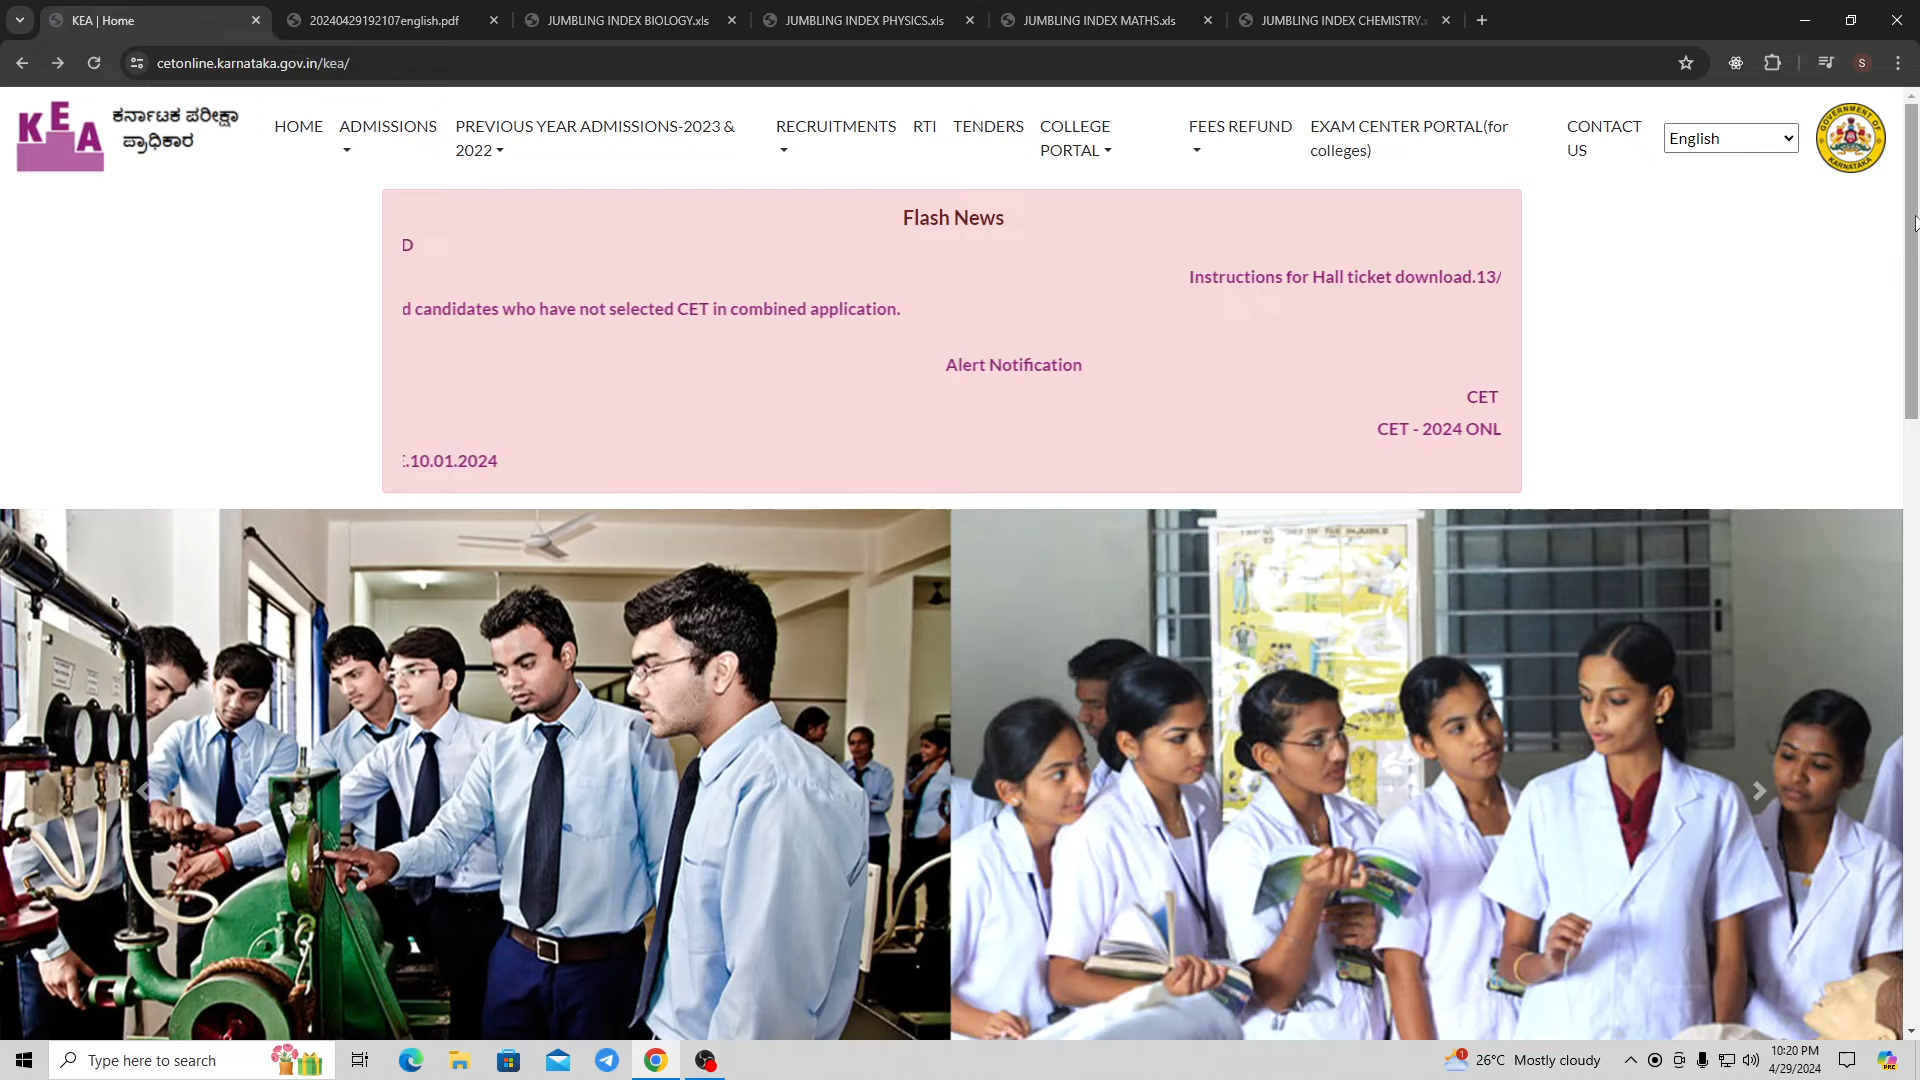 KEA | Home
20240429192107english.pdf
JUMBLING INDEX BIOLOGY.xls
JUMBLING INDEX PHYSICS.xls
JUMBLING INDEX MATHS.xls
JUMBLING INDEX CHEMISTRY.x
cetonline.karnataka.gov.in/kea/
S
KEA
ಕರ್ನಾಟಕ ಪರೀಕ್ಷಾ
ಪ್ರಾಧಿಕಾರ
HOME
ADMISSIONS
PREVIOUS YEAR ADMISSIONS-2023 &
2022
RECRUITMENTS
RTI
TENDERS
COLLEGE
PORTAL
FEES REFUND
EXAM CENTER PORTAL(for
colleges)
CONTACT
US
English
Flash News
D
Instructions for Hall ticket download.13/
d candidates who have not selected CET in combined application.
Alert Notification
CET
CET - 2024 ONL
.10.01.2024
Type here to search
1
26°C Mostly cloudy
10:20 PM
4/29/2024
PRE